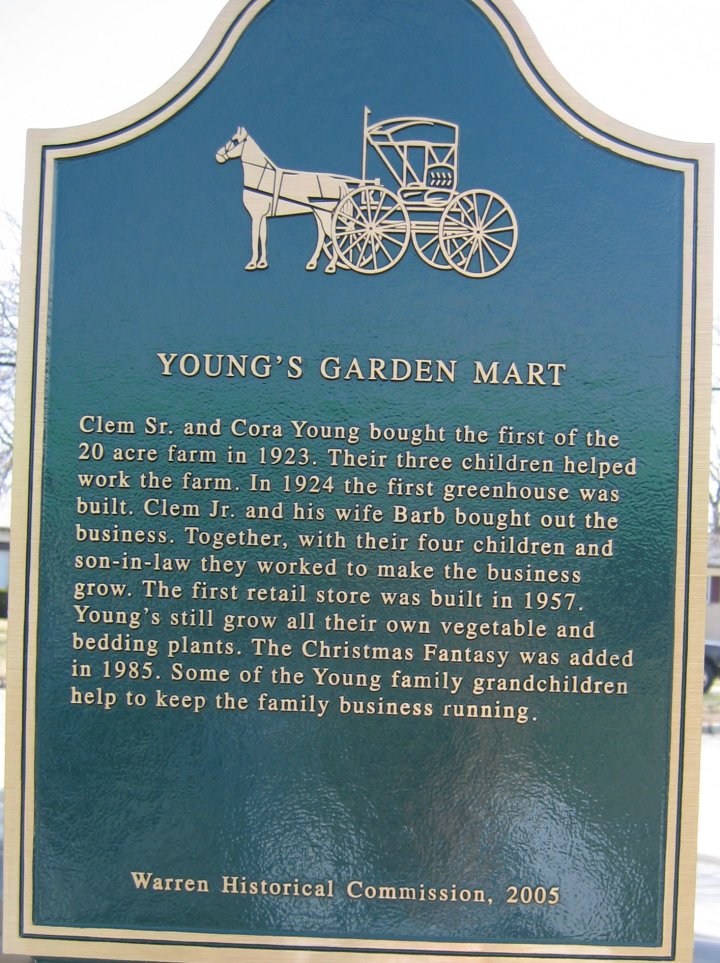 YOUNG'S GARDEN MART
Clem Sr. and Cora Young bought the first of the
20 acre farm in 1923. Their three children helped
work the farm. In 1924 the first greenhouse was
built. Clem Jr. and his wife Barb bought out the
business. Together, with their four children and
son-in-law they worked to make the business
grow. The first retail store was built in 1957.
Young's still grow all their own vegetable and
bedding plants. The Christmas Fantasy was added
in 1985. Some of the Young family grandchildren
help to keep the family business running.
Warren Historical Commission, 2005